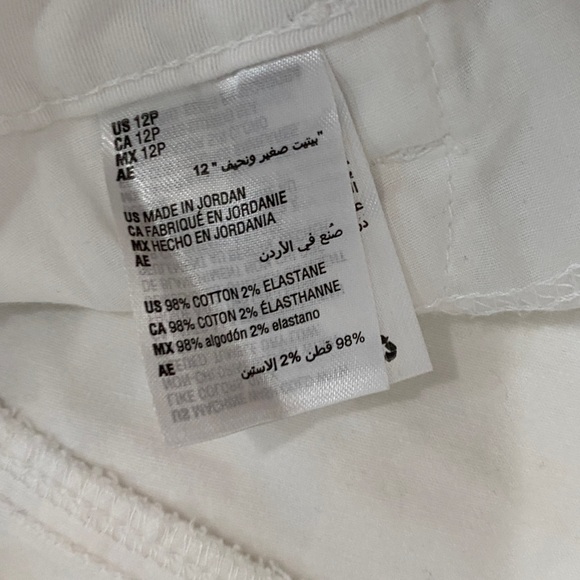 US 12P
CA 12P
MX 12P
AE
"بيتيت صغير ونحيف" 12
US MADE IN JORDAN
CA FABRIQUÉ EN JORDANIE
MX HECHO EN JORDANIA
AE
صُنع في الأردن
US 98% COTTON 2% ELASTANE
CA 98% COTON 2% ÉLASTHANNE
MX 98% algodón 2% elastano
AE
98% قطن 2% إلاستين